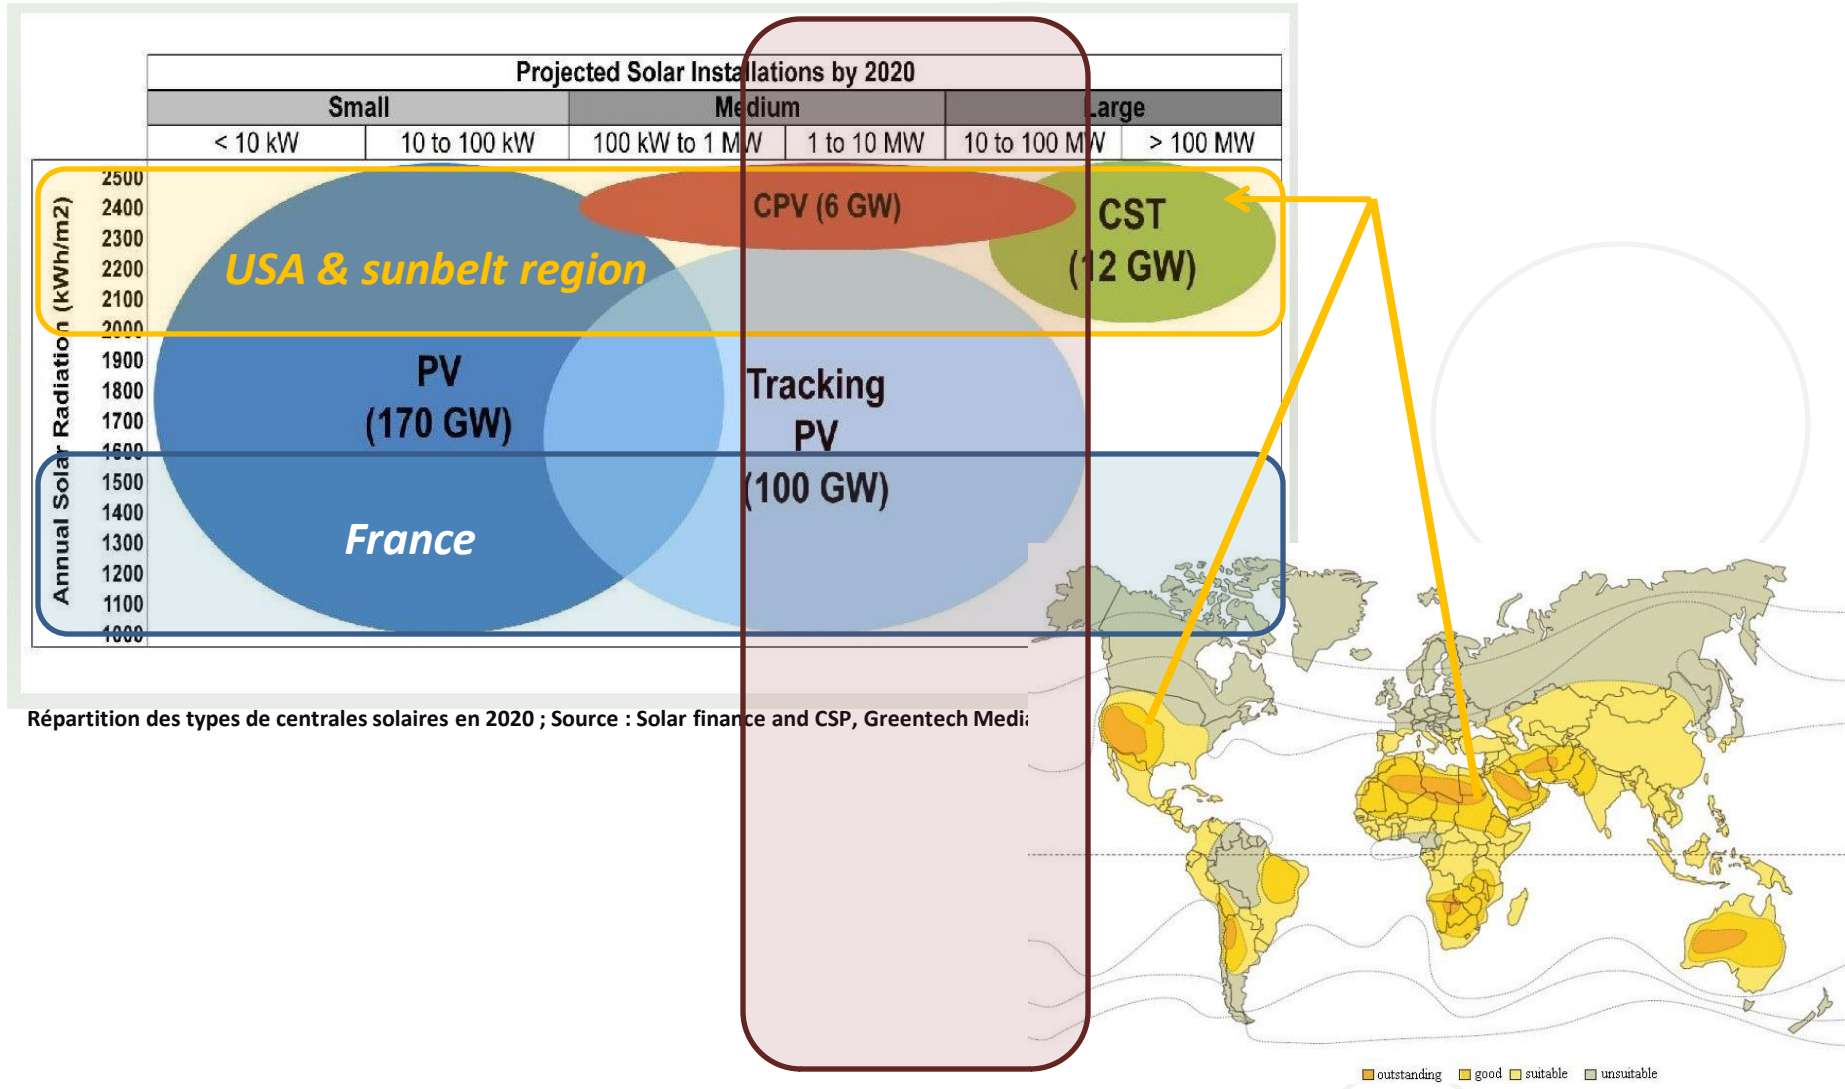 Projected Solar Installations by 2020
Small Medium Large
< 10 kW 10 to 100 kW 100 kW to 1 MW 1 to 10 MW 10 to 100 MW > 100 MW
Annual Solar Radiation (kWh/m2)
2500
2400
2300
2200
2100
2000
1900
1800
1700
1600
1500
1400
1300
1200
1100
1000
CPV (6 GW)
CST
(12 GW)
USA & sunbelt region
PV
(170 GW)
Tracking
PV
(100 GW)
France
Répartition des types de centrales solaires en 2020 ; Source : Solar finance and CSP, Greentech Media
outstanding good suitable unsuitable